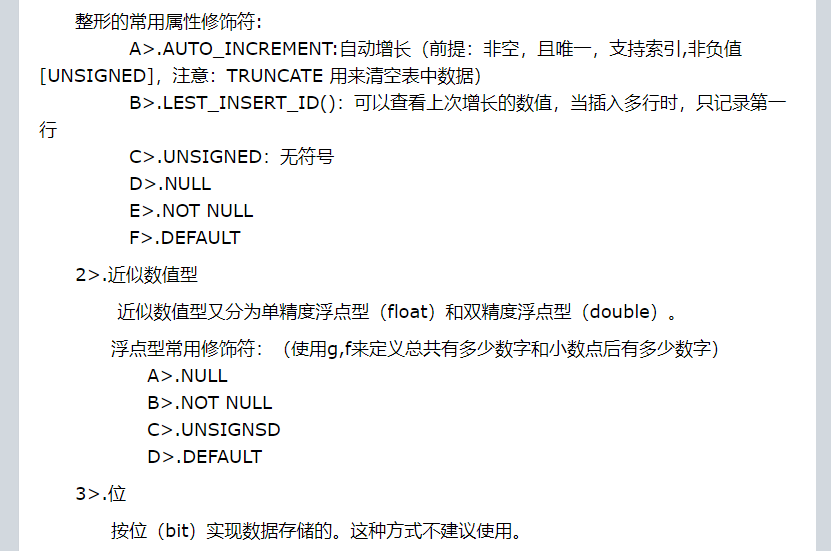 整形的常用属性修饰符:
A>.AUTO_INCREMENT:自动增长（前提：非空，且唯一，支持索引,非负值
[UNSIGNED]，注意：TRUNCATE 用来清空表中数据）
B>.LEST_INSERT_ID()：可以查看上次增长的数值，当插入多行时，只记录第一
行
C>.UNSIGNED：无符号
D>.NULL
E>.NOT NULL
F>.DEFAULT
2>.近似数值型
近似数值型又分为单精度浮点型（float）和双精度浮点型（double）。
浮点型常用修饰符：（使用g,f来定义总共有多少数字和小数点后有多少数字）
A>.NULL
B>.NOT NULL
C>.UNSIGNSD
D>.DEFAULT
3>.位
按位（bit）实现数据存储的。这种方式不建议使用。